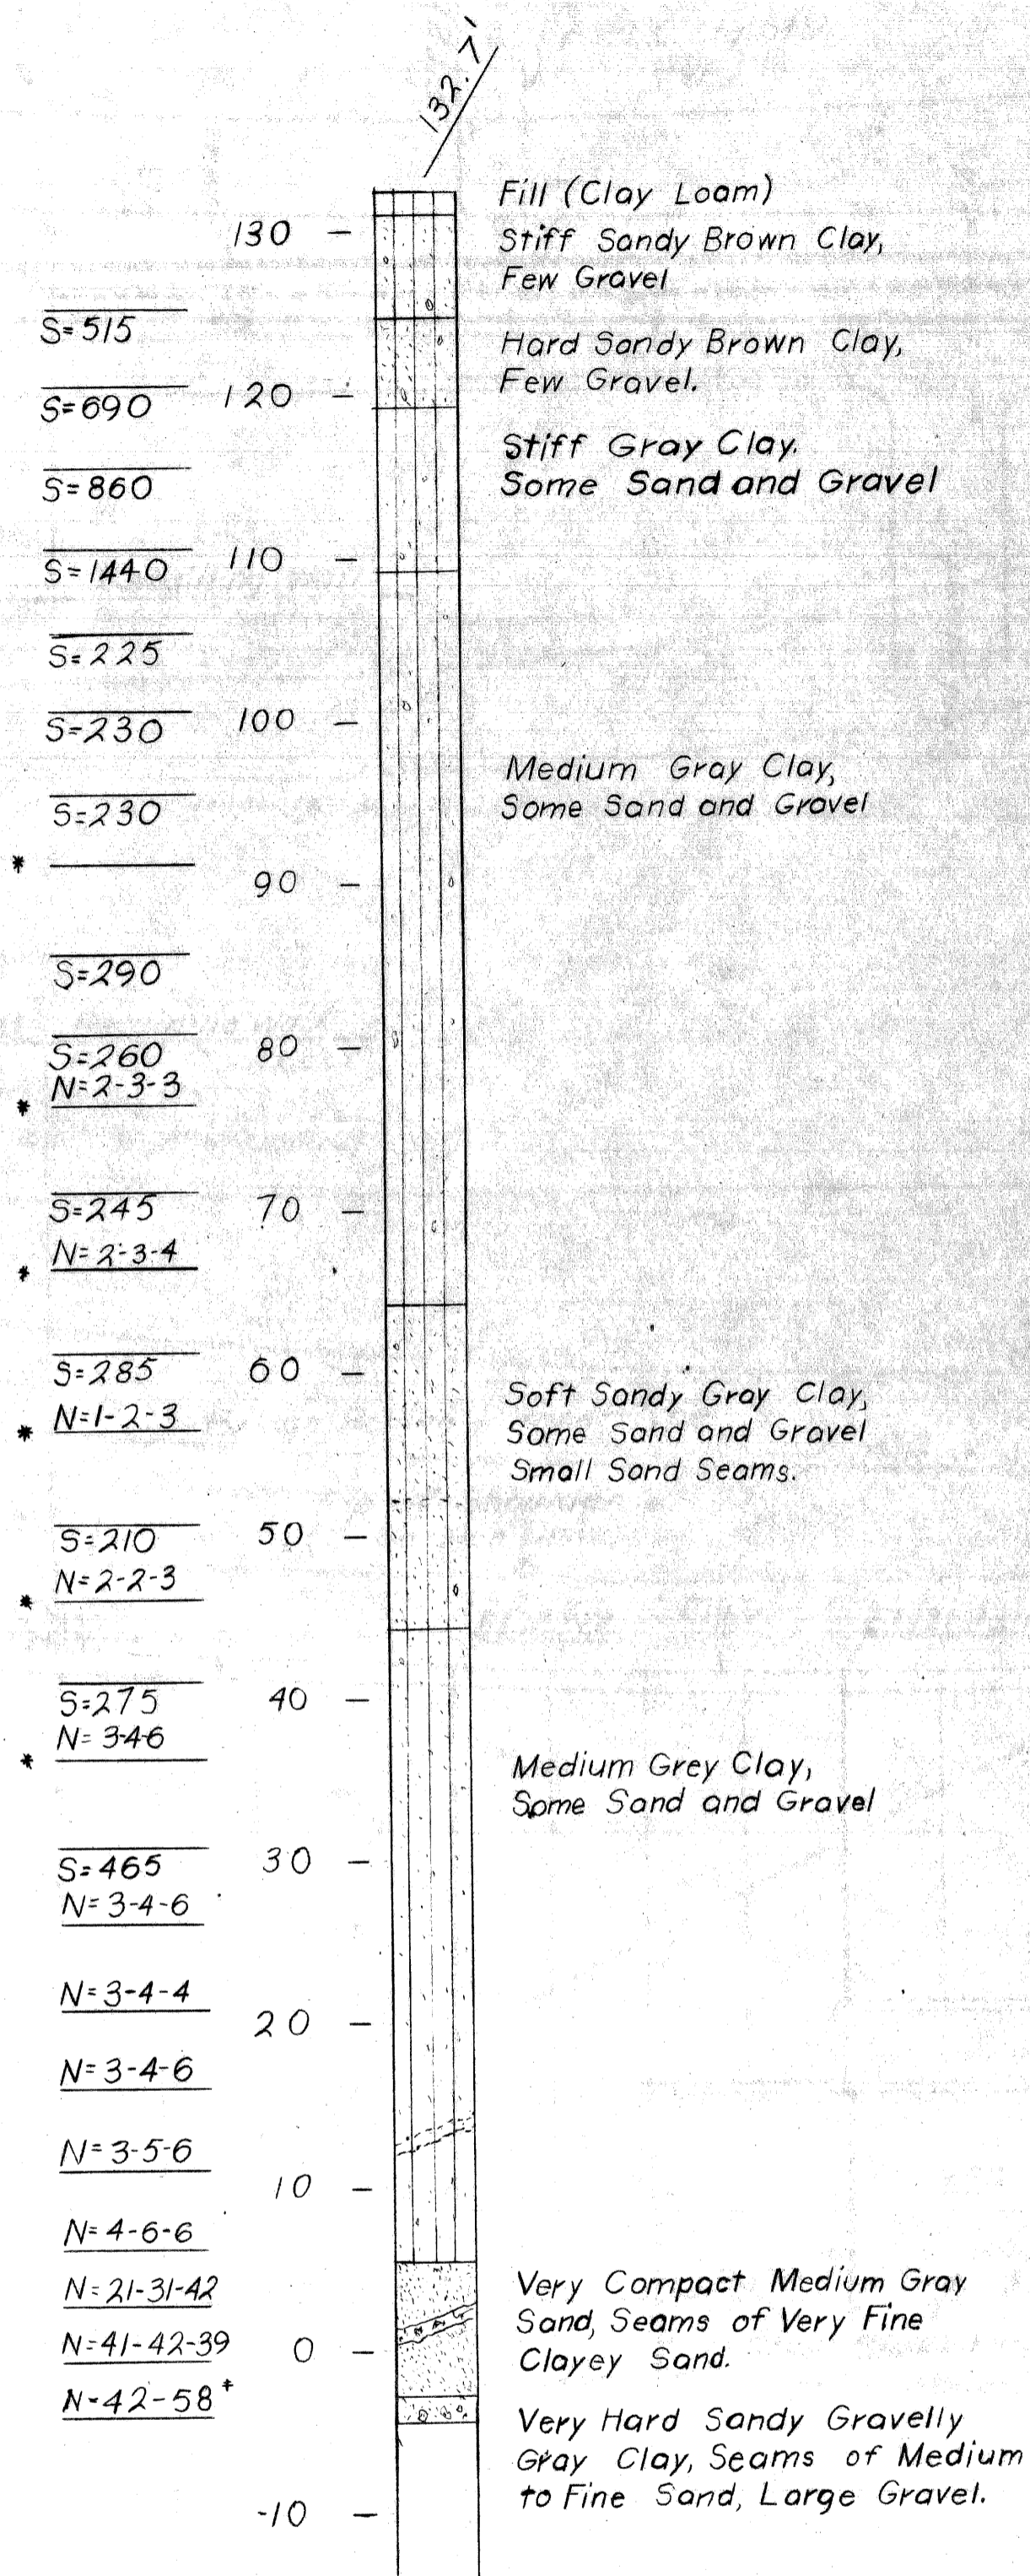 132.7'
Fill (Clay Loam)
130 -
Stiff Sandy Brown Clay,
Few Gravel
S=515
Hard Sandy Brown Clay,
Few Gravel.
S=690
120 -
Stiff Gray Clay.
Some Sand and Gravel
S=860
S=1440
110 -
S=225
S=230
100 -
Medium Gray Clay,
Some Sand and Gravel
S=230
*
90 -
S=290
S=260
80 -
* N=2-3-3
S=245
70 -
* N=2-3-4
S=285
60 -
Soft Sandy Gray Clay,
* N=1-2-3
Some Sand and Gravel
Small Sand Seams.
S=210
50 -
* N=2-2-3
S=275
40 -
* N=3-4-6
Medium Grey Clay,
Some Sand and Gravel
S=465
30 -
N=3-4-6
N=3-4-4
20 -
N=3-4-6
N=3-5-6
10 -
N=4-6-6
N=21-31-42
Very Compact Medium Gray
Sand, Seams of Very Fine
Clayey Sand.
N=41-42-39
0 -
N-42-58*
Very Hard Sandy Gravelly
Gray Clay, Seams of Medium
to Fine Sand, Large Gravel.
-10 -